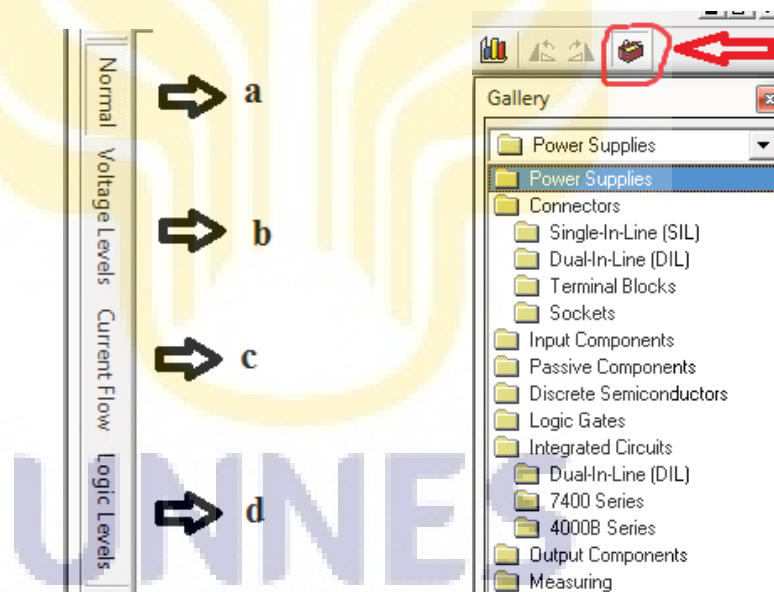 Normal
a
Voltage Levels
b
Current Flow
c
Logic Levels
d
Gallery
Power Supplies
Power Supplies
Connectors
Single-In-Line (SIL)
Dual-In-Line (DIL)
Terminal Blocks
Sockets
Input Components
Passive Components
Discrete Semiconductors
Logic Gates
Integrated Circuits
Dual-In-Line (DIL)
7400 Series
4000B Series
Output Components
Measuring
UNNES